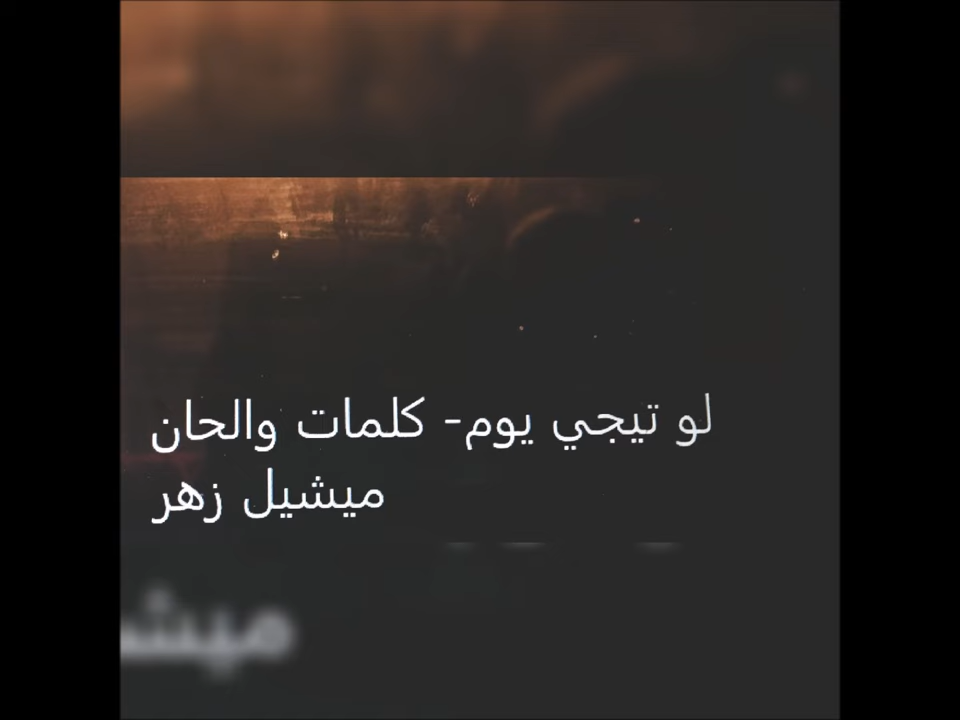 لو تيجي يوم- كلمات والحان
ميشيل زهر